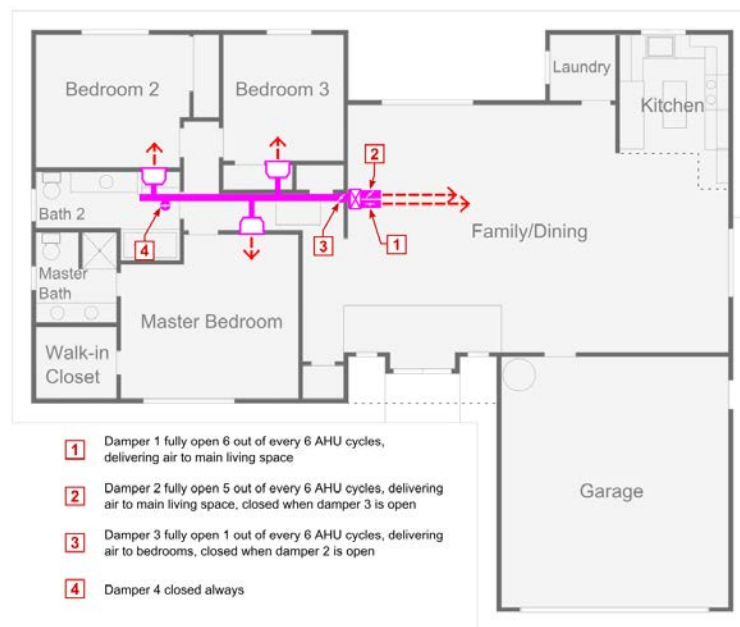 Bedroom 2
Bedroom 3
Laundry
Kitchen
2
Bath 2
4
3
1
Family/Dining
Master
Bath
Master Bedroom
Walk-in
Closet
1
Damper 1 fully open 6 out of every 6 AHU cycles,
delivering air to main living space
2
Damper 2 fully open 5 out of every 6 AHU cycles, delivering
air to main living space, closed when damper 3 is open
3
Damper 3 fully open 1 out of every 6 AHU cycles, delivering
air to bedrooms, closed when damper 2 is open
4
Damper 4 closed always
Garage